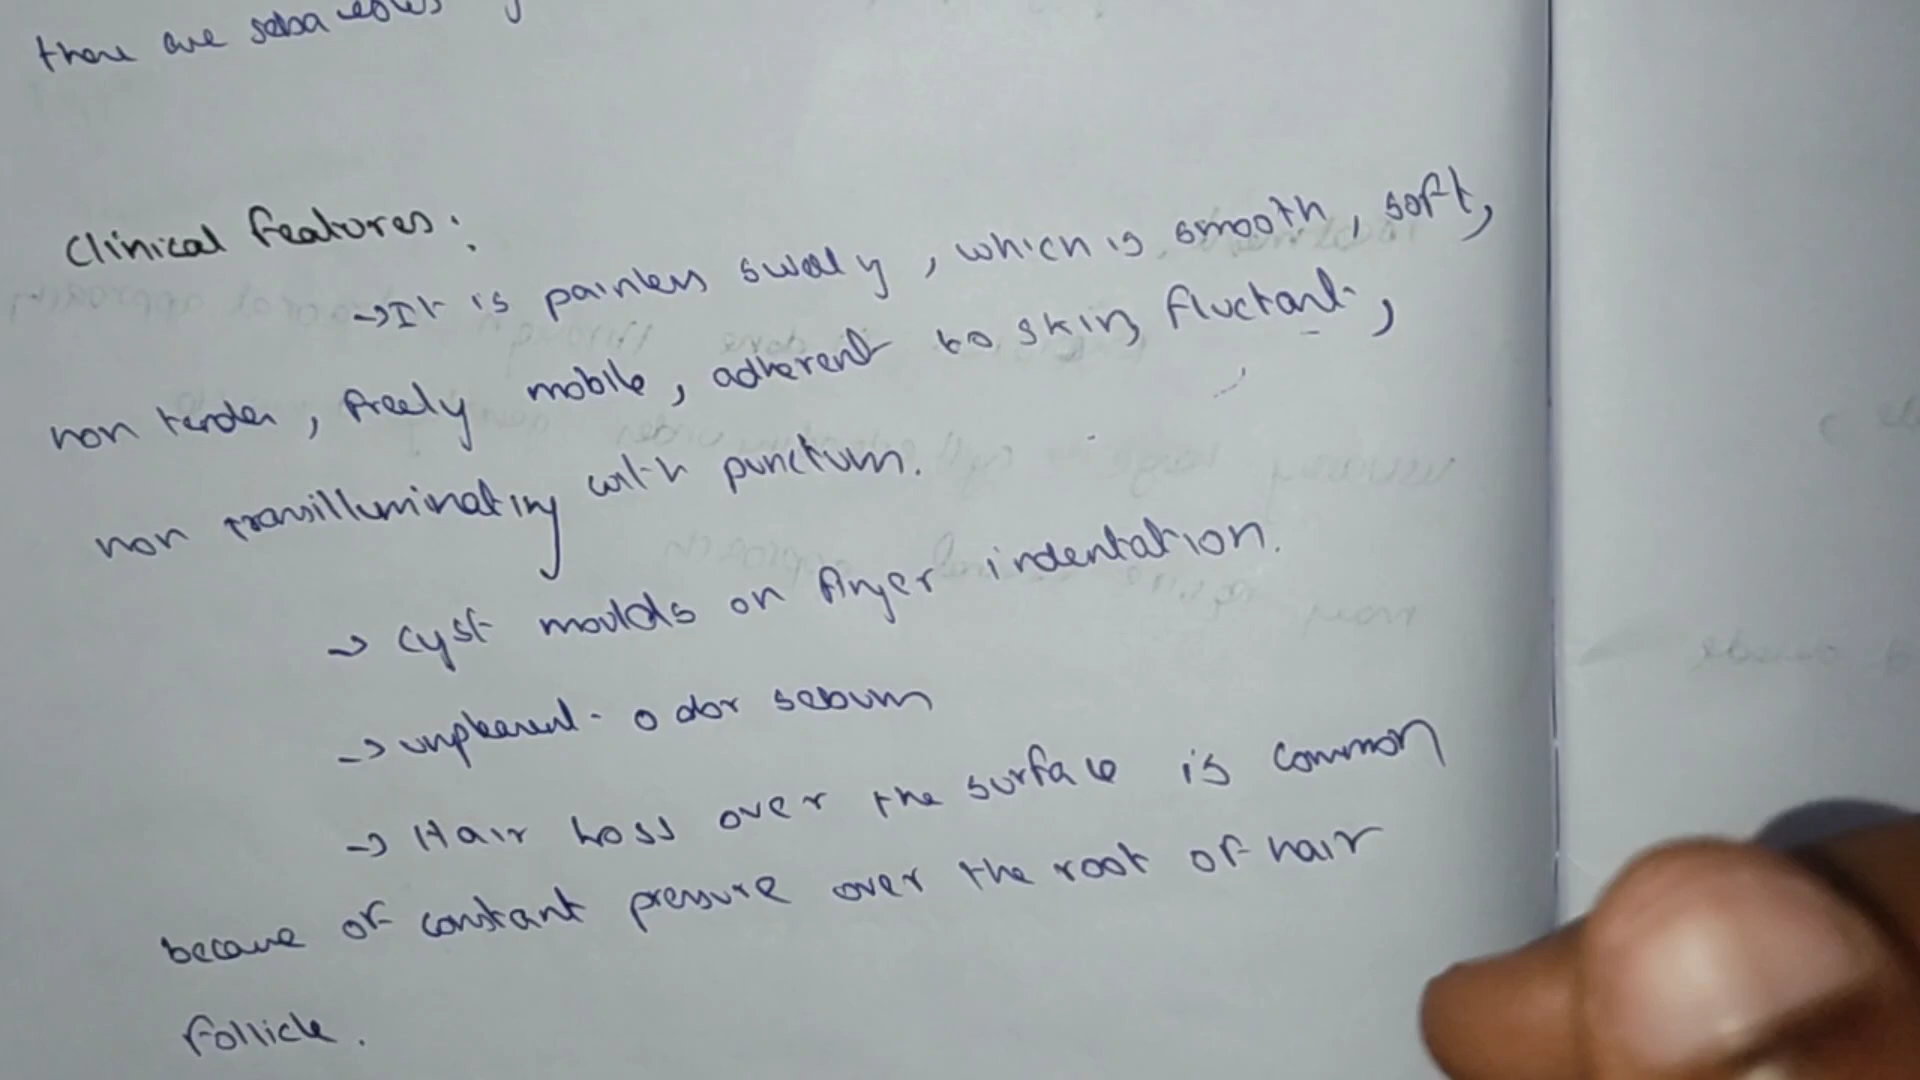 there are sebaceous
Clinical features:
→It is painless swelly, which is smooth, soft,
non tender, freely mobile, adherent to skin, fluctant,
non transilluminating with punctum.
→ cyst moulds on finger indentation.
→ unpleasant odor sebum
→ Hair loss over the surface is common
because of constant pressure over the root of hair
follicle.